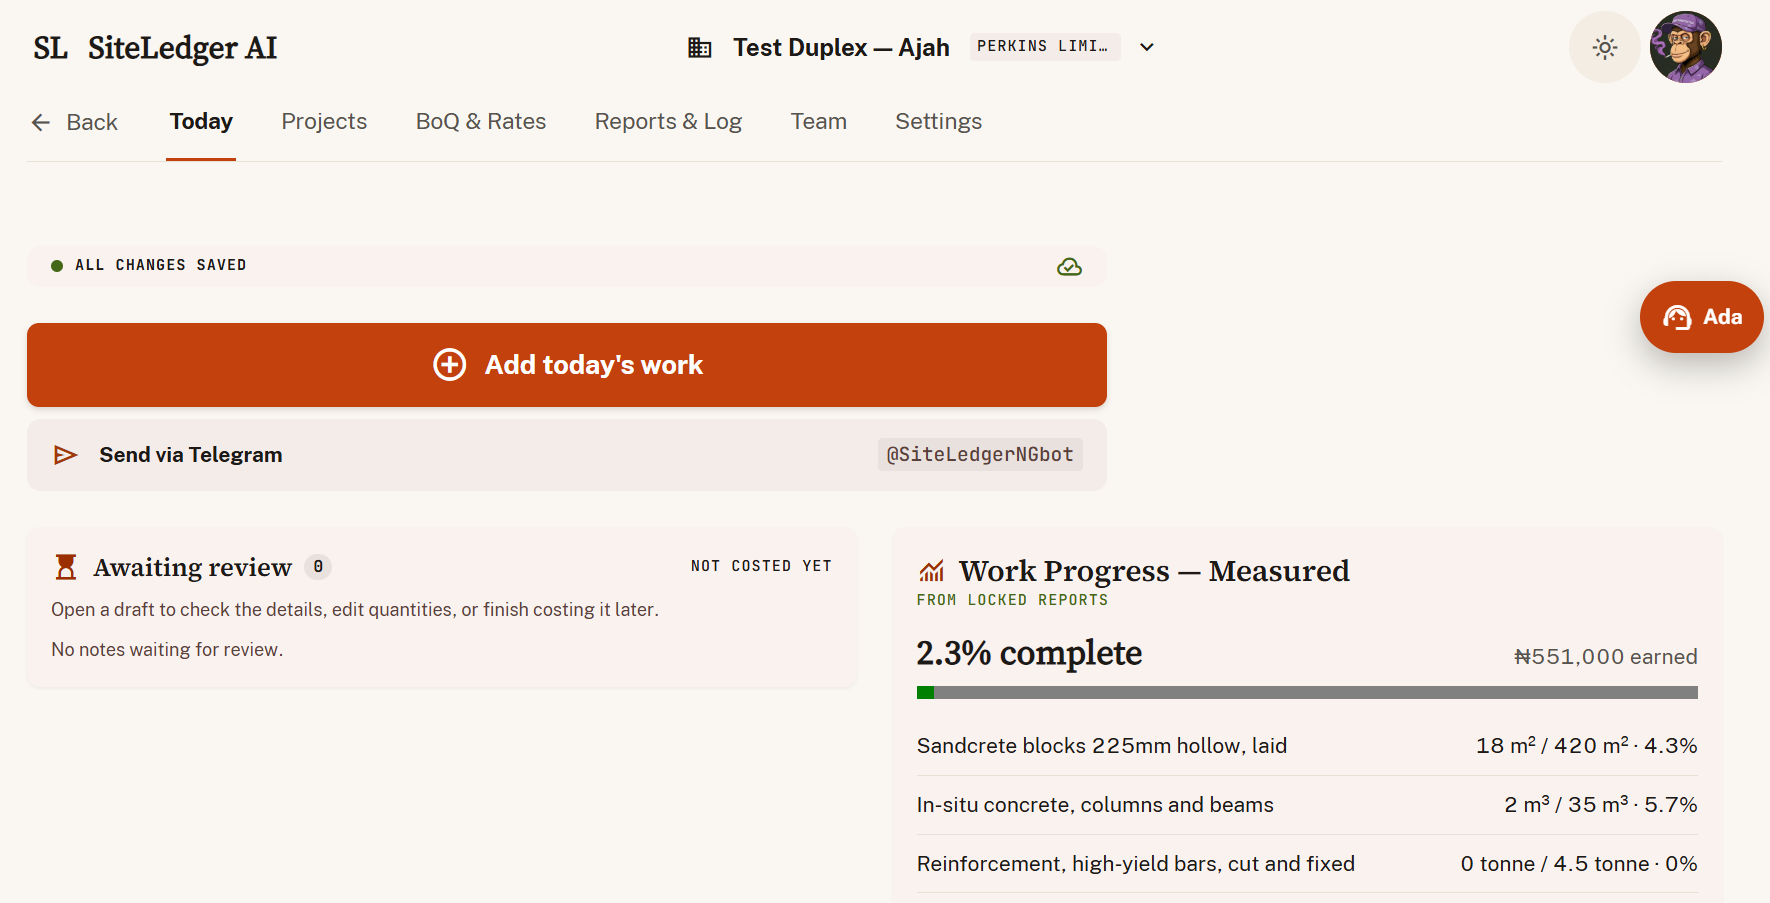 SL SiteLedger AI
Test Duplex — Ajah
PERKINS LIMI…
Back
Today
Projects
BoQ & Rates
Reports & Log
Team
Settings
ALL CHANGES SAVED
Ada
Add today's work
Send via Telegram
@SiteLedgerNGbot
Awaiting review 0
NOT COSTED YET
Open a draft to check the details, edit quantities, or finish costing it later.
No notes waiting for review.
Work Progress — Measured
FROM LOCKED REPORTS
2.3% complete
₦551,000 earned
Sandcrete blocks 225mm hollow, laid
18 m² / 420 m² · 4.3%
In-situ concrete, columns and beams
2 m³ / 35 m³ · 5.7%
Reinforcement, high-yield bars, cut and fixed
0 tonne / 4.5 tonne · 0%